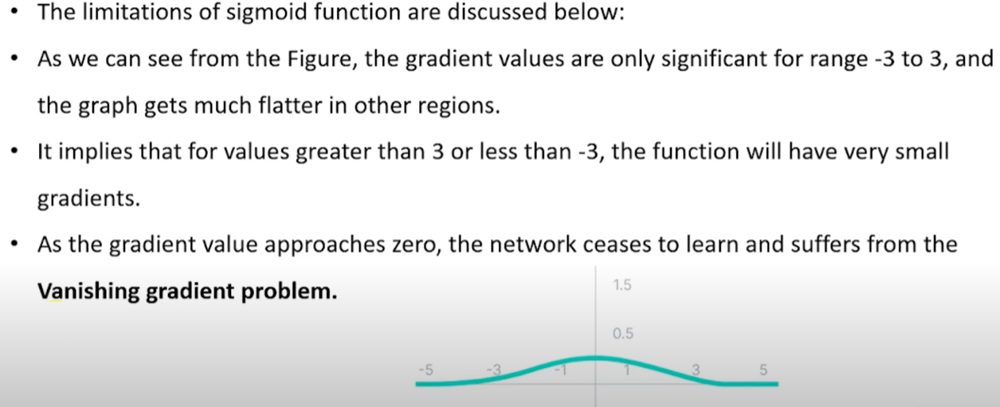 • The limitations of sigmoid function are discussed below:
• As we can see from the Figure, the gradient values are only significant for range -3 to 3, and
the graph gets much flatter in other regions.
• It implies that for values greater than 3 or less than -3, the function will have very small
gradients.
• As the gradient value approaches zero, the network ceases to learn and suffers from the
Vanishing gradient problem.
1.5
0.5
-5 -3 -1 1 3 5